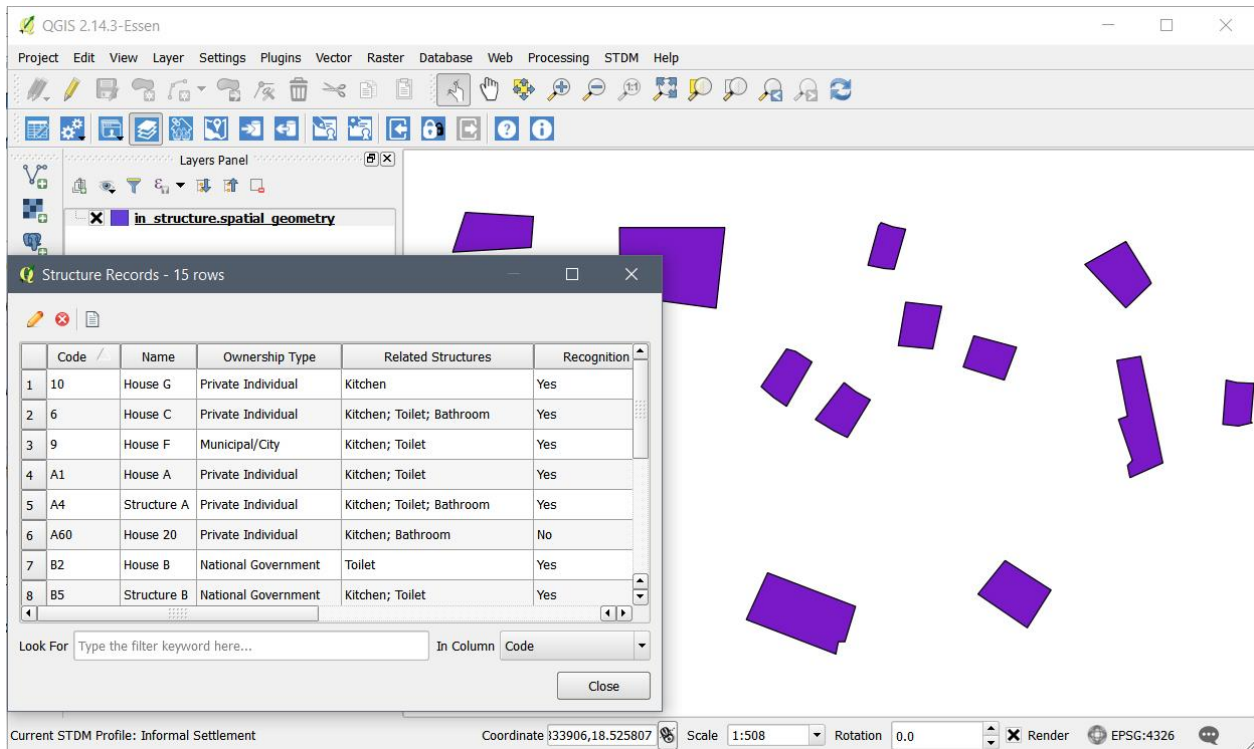 QGIS 2.14.3-Essen
Project Edit View Layer Settings Plugins Vector Raster Database Web Processing STDM Help
Layers Panel
in_structure.spatial_geometry
Structure Records - 15 rows
Code Name Ownership Type Related Structures Recognition
1 10 House G Private Individual Kitchen Yes
2 6 House C Private Individual Kitchen; Toilet; Bathroom Yes
3 9 House F Municipal/City Kitchen; Toilet Yes
4 A1 House A Private Individual Kitchen; Toilet Yes
5 A4 Structure A Private Individual Kitchen; Toilet; Bathroom Yes
6 A60 House 20 Private Individual Kitchen; Bathroom No
7 B2 House B National Government Toilet Yes
8 B5 Structure B National Government Kitchen; Toilet Yes
Look For Type the filter keyword here... In Column Code
Close
Current STDM Profile: Informal Settlement Coordinate 33906,18.525807 Scale 1:508 Rotation 0.0 Render EPSG:4326